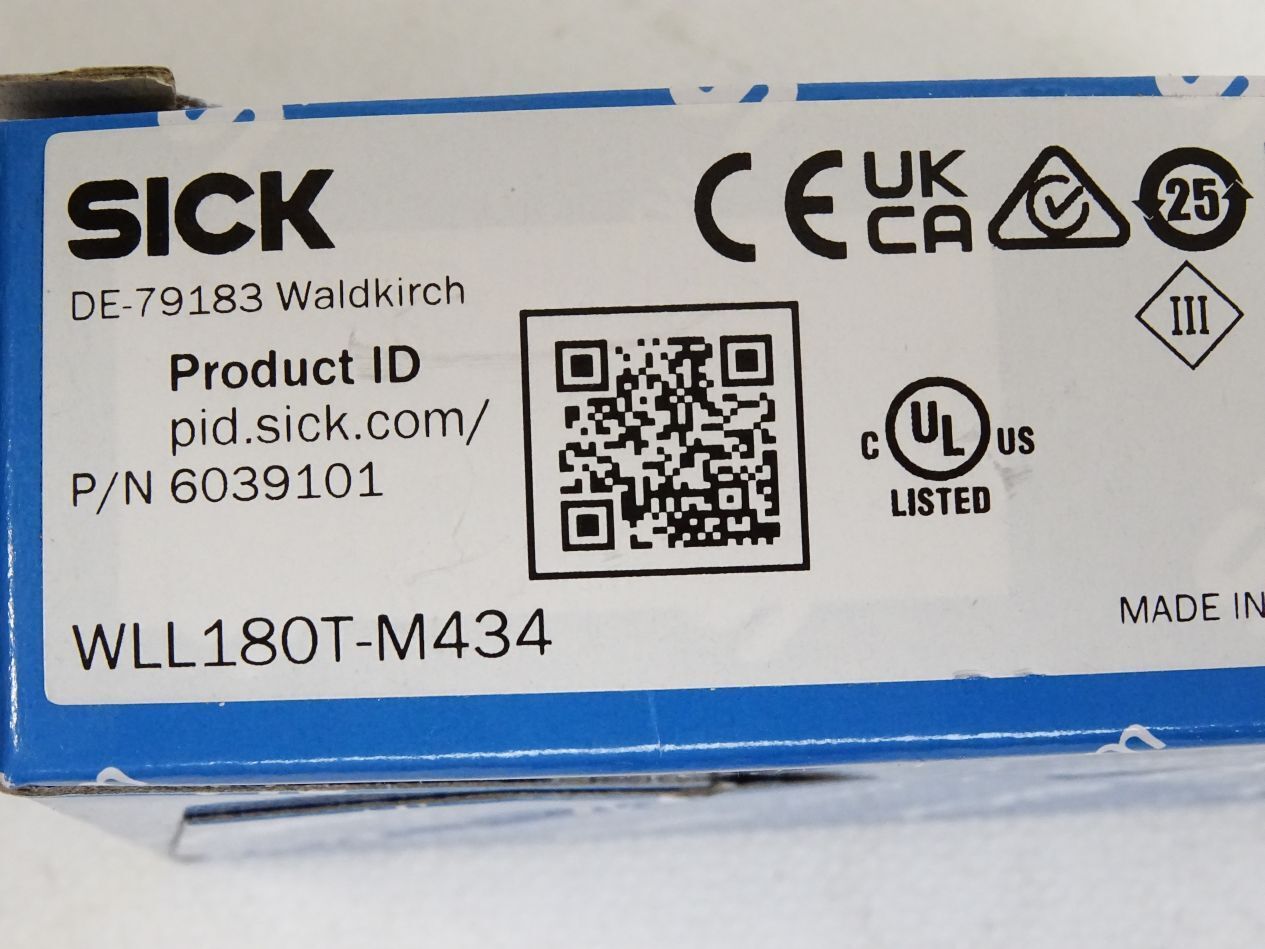 SICK
DE-79183 Waldkirch
CE UK CA 25
III
Product ID
pid.sick.com/
P/N 6039101
C UL US
LISTED
WLL180T-M434
MADE IN